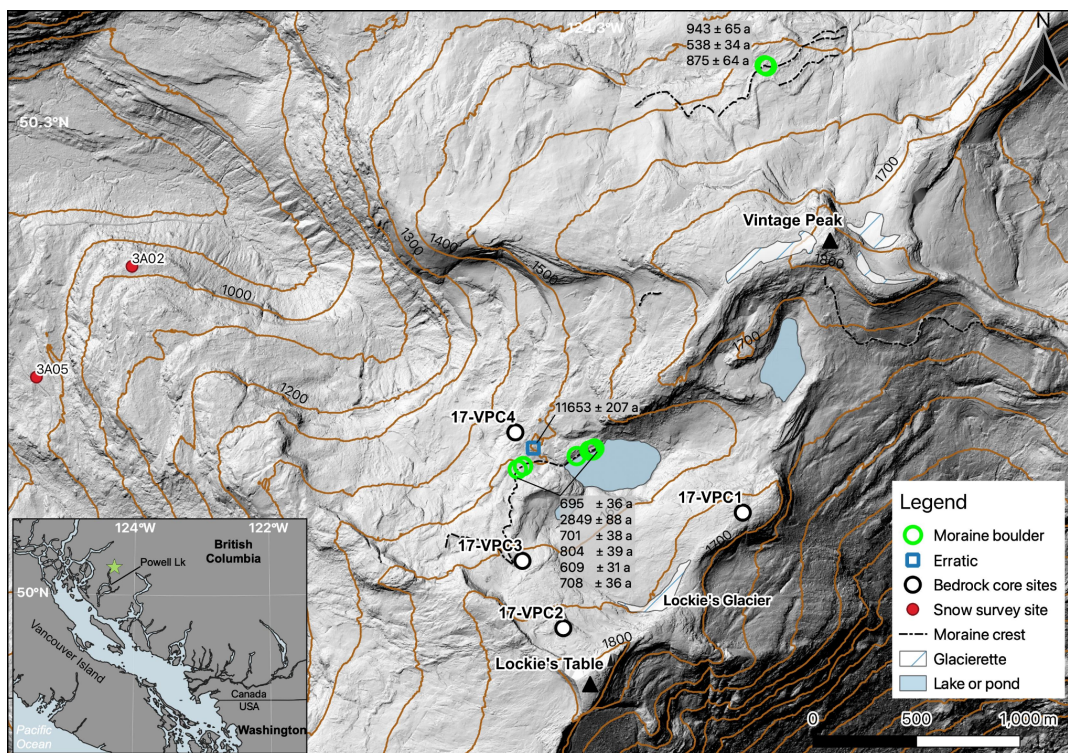 943 ± 65 a
538 ± 34 a
875 ± 64 a
N
50.3°N
1700
Vintage Peak
1880
1300
1400
1500
3A02
1000
3A05
1200
1700
11653 ± 207 a
17-VPC4
695 ± 36 a
2849 ± 88 a
701 ± 38 a
804 ± 39 a
609 ± 31 a
708 ± 36 a
17-VPC1
1700
17-VPC3
17-VPC2
Lockie's Glacier
1800
Lockie's Table
Legend
Moraine boulder
Erratic
Bedrock core sites
Snow survey site
Moraine crest
Glacierette
Lake or pond
0 500 1,000 m
124°W 122°W
British
Columbia
Powell Lk
50°N
Vancouver Island
Canada
USA
Washington
Pacific
Ocean